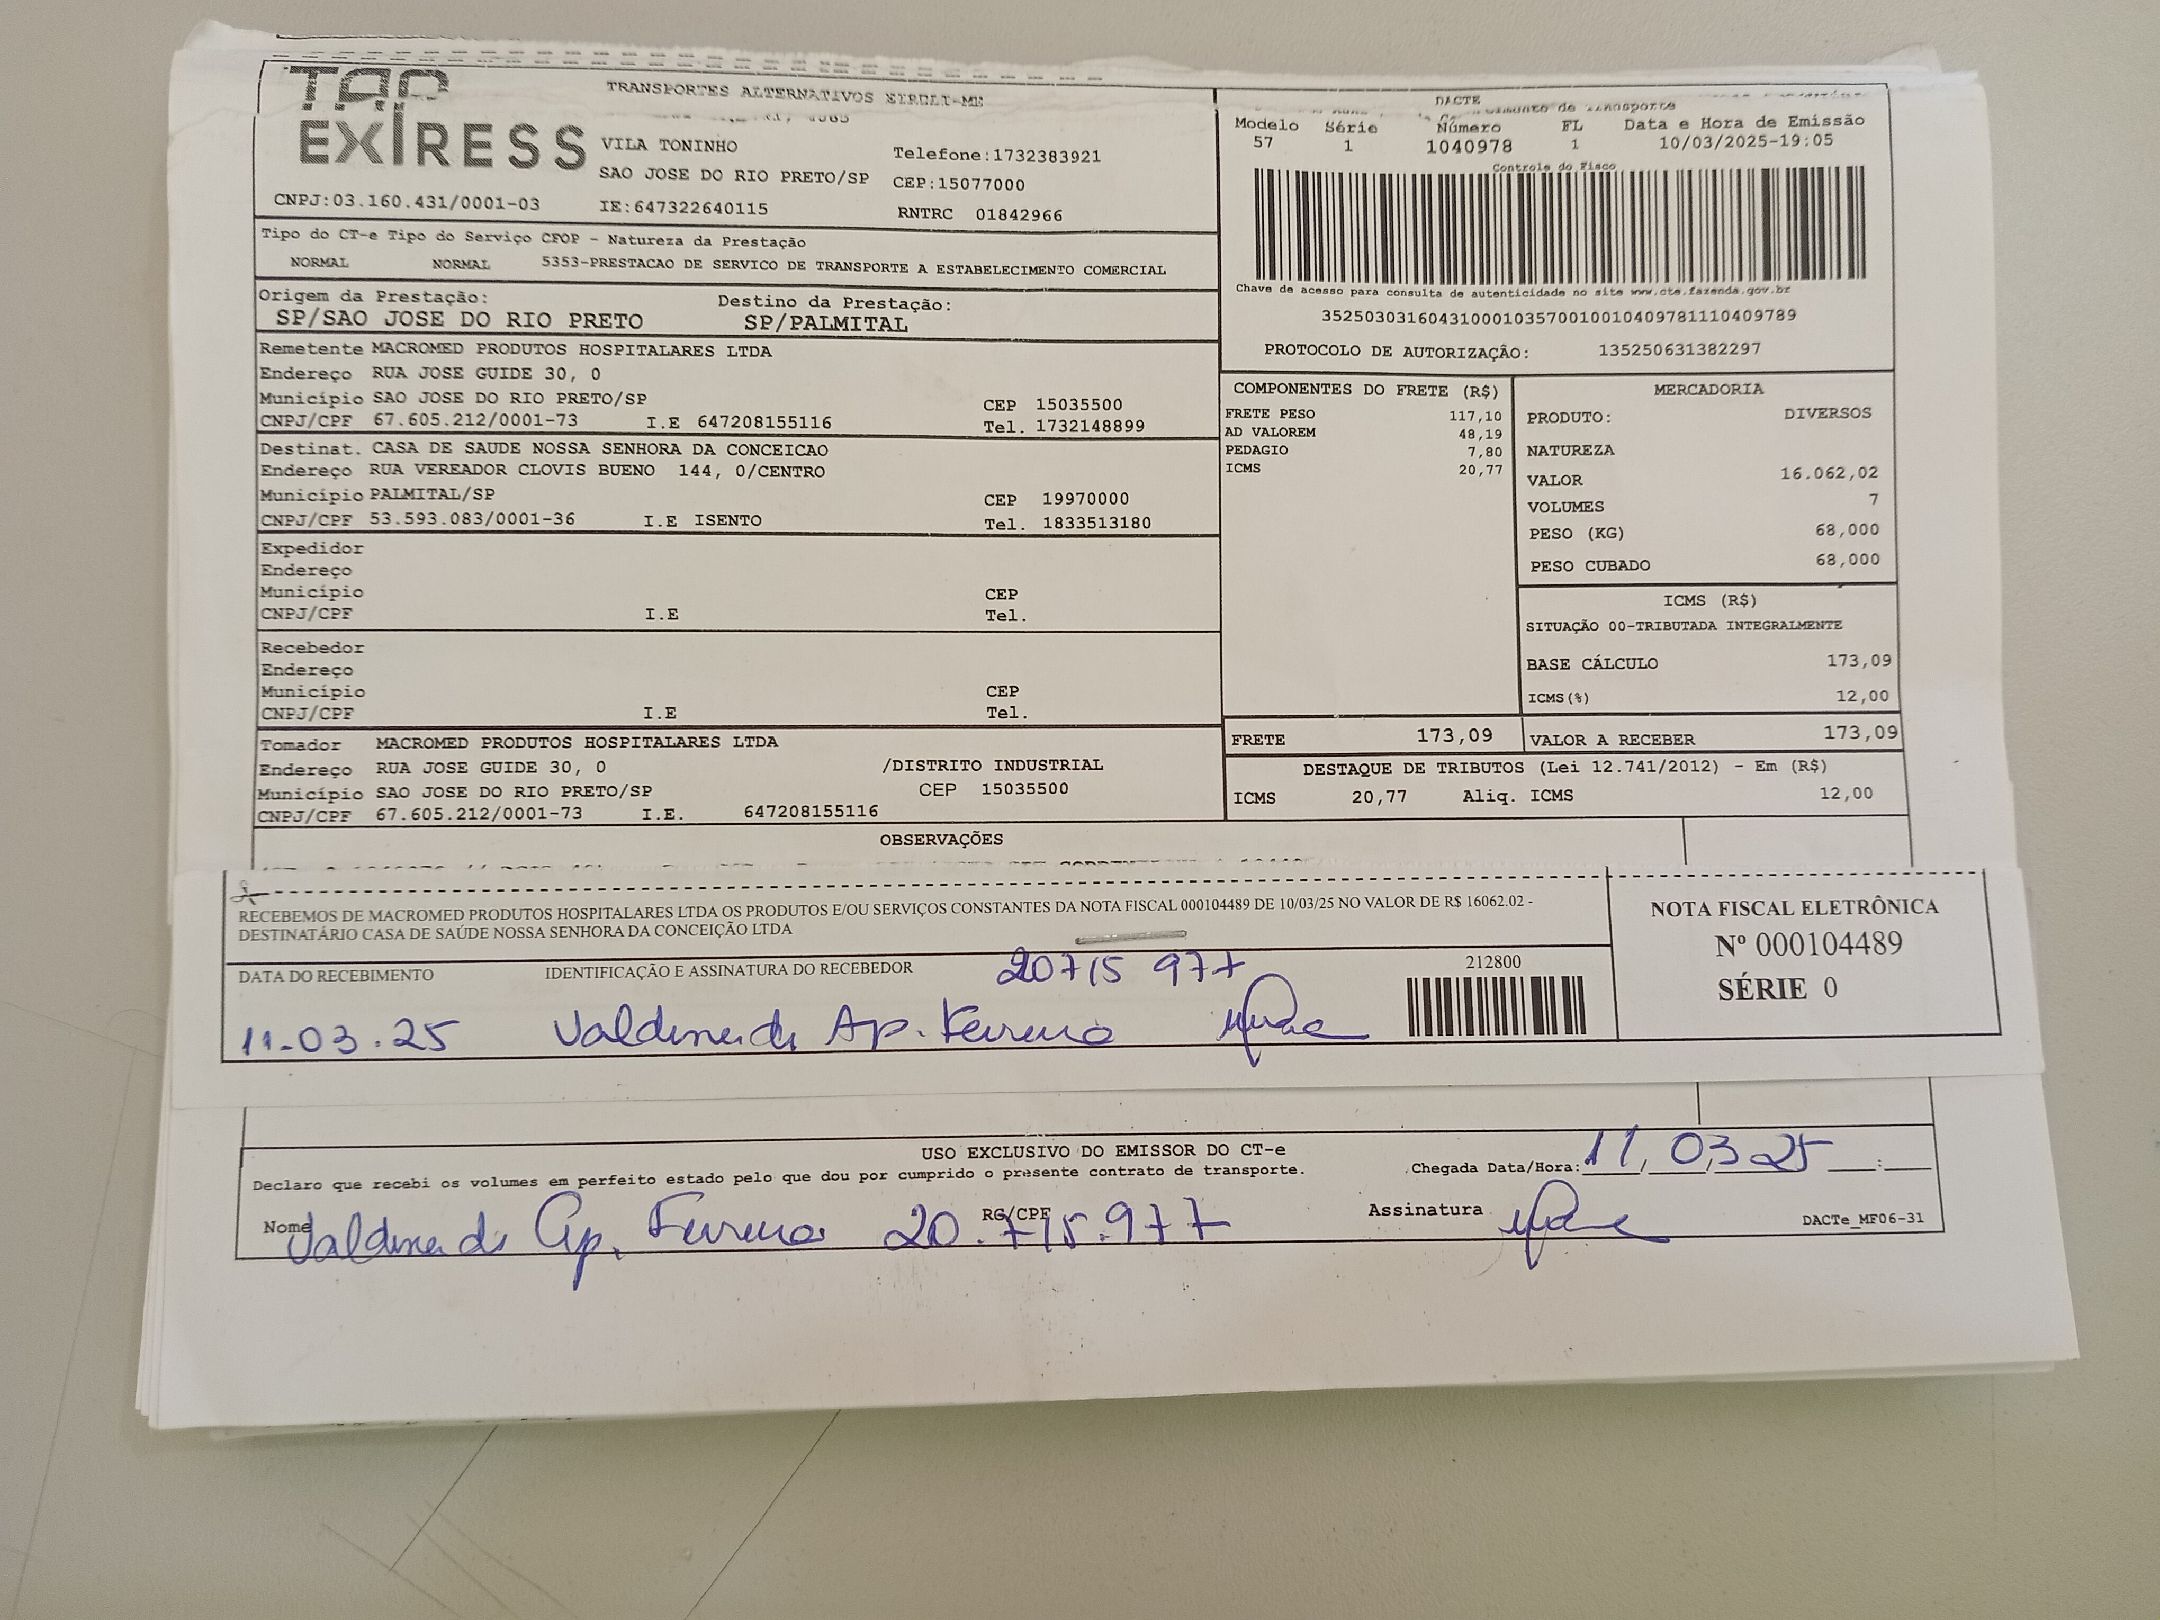 TRANSPORTES ALTERNATIVOS EIRELI-ME
EXPRESS
VILA TONINHO
Telefone:1732383921
SAO JOSE DO RIO PRETO/SP CEP:15077000
CNPJ:03.160.431/0001-03 IE:647322640115 RNTRC 01842966
DACTE
Modelo Série Número FL Data e Hora de Emissão
57 1 1040978 1 10/03/2025-19:05
Controle do Fisco
Chave de acesso para consulta de autenticidade no site www.cte.fazenda.gov.br
35250303160431000103570010010409781110409789
PROTOCOLO DE AUTORIZAÇÃO: 135250631382297
Tipo do CT-e Tipo do Serviço CFOP - Natureza da Prestação
NORMAL NORMAL 5353-PRESTACAO DE SERVICO DE TRANSPORTE A ESTABELECIMENTO COMERCIAL
Origem da Prestação: Destino da Prestação:
SP/SAO JOSE DO RIO PRETO SP/PALMITAL
Remetente MACROMED PRODUTOS HOSPITALARES LTDA
Endereço RUA JOSE GUIDE 30, 0
Município SAO JOSE DO RIO PRETO/SP CEP 15035500
CNPJ/CPF 67.605.212/0001-73 I.E 647208155116 Tel. 1732148899
Destinat. CASA DE SAUDE NOSSA SENHORA DA CONCEICAO
Endereço RUA VEREADOR CLOVIS BUENO 144, 0/CENTRO
Município PALMITAL/SP CEP 19970000
CNPJ/CPF 53.593.083/0001-36 I.E ISENTO Tel. 1833513180
Expedidor
Endereço
Município CEP
CNPJ/CPF I.E Tel.
Recebedor
Endereço
Município CEP
CNPJ/CPF I.E Tel.
Tomador MACROMED PRODUTOS HOSPITALARES LTDA
Endereço RUA JOSE GUIDE 30, 0 /DISTRITO INDUSTRIAL
Município SAO JOSE DO RIO PRETO/SP CEP 15035500
CNPJ/CPF 67.605.212/0001-73 I.E. 647208155116
COMPONENTES DO FRETE (R$)
FRETE PESO 117,10
AD VALOREM 48,19
PEDAGIO 7,80
ICMS 20,77
MERCADORIA
PRODUTO: DIVERSOS
NATUREZA
VALOR 16.062,02
VOLUMES 7
PESO (KG) 68,000
PESO CUBADO 68,000
ICMS (R$)
SITUAÇÃO 00-TRIBUTADA INTEGRALMENTE
BASE CÁLCULO 173,09
ICMS(%) 12,00
FRETE 173,09 VALOR A RECEBER 173,09
DESTAQUE DE TRIBUTOS (Lei 12.741/2012) - Em (R$)
ICMS 20,77 Aliq. ICMS 12,00
OBSERVAÇÕES
RECEBEMOS DE MACROMED PRODUTOS HOSPITALARES LTDA OS PRODUTOS E/OU SERVIÇOS CONSTANTES DA NOTA FISCAL 000104489 DE 10/03/25 NO VALOR DE R$ 16062.02 -
DESTINATÁRIO CASA DE SAÚDE NOSSA SENHORA DA CONCEIÇÃO LTDA
DATA DO RECEBIMENTO IDENTIFICAÇÃO E ASSINATURA DO RECEBEDOR 20715 977
11-03.25 Ap. Ferreira
212800
NOTA FISCAL ELETRÔNICA
Nº 000104489
SÉRIE 0
USO EXCLUSIVO DO EMISSOR DO CT-e
Declaro que recebi os volumes em perfeito estado pelo que dou por cumprido o presente contrato de transporte. Chegada Data/Hora: 11/03/25 :
Nome Ap. Ferreira RG/CPF 20.715.977 Assinatura
DACTe_MF06-31